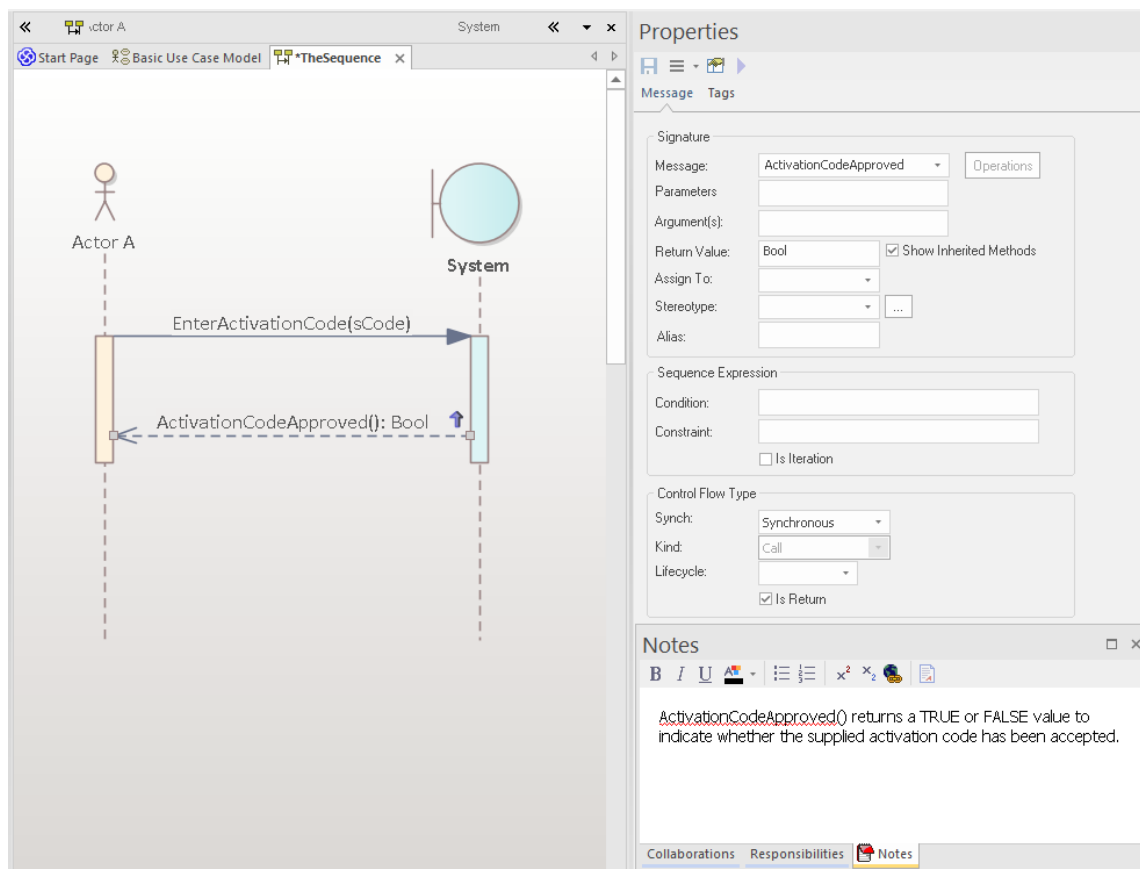 ctor A
System
Start Page
Basic Use Case Model
*TheSequence
Actor A
System
EnterActivationCode(sCode)
ActivationCodeApproved(): Bool
Properties
Message Tags
Signature
Message: ActivationCodeApproved Operations
Parameters
Argument(s):
Return Value: Bool Show Inherited Methods
Assign To:
Stereotype: ...
Alias:
Sequence Expression
Condition:
Constraint:
Is Iteration
Control Flow Type
Synch: Synchronous
Kind: Call
Lifecycle:
Is Return
Notes
B I U A x² x₂
ActivationCodeApproved() returns a TRUE or FALSE value to
indicate whether the supplied activation code has been accepted.
Collaborations Responsibilities Notes